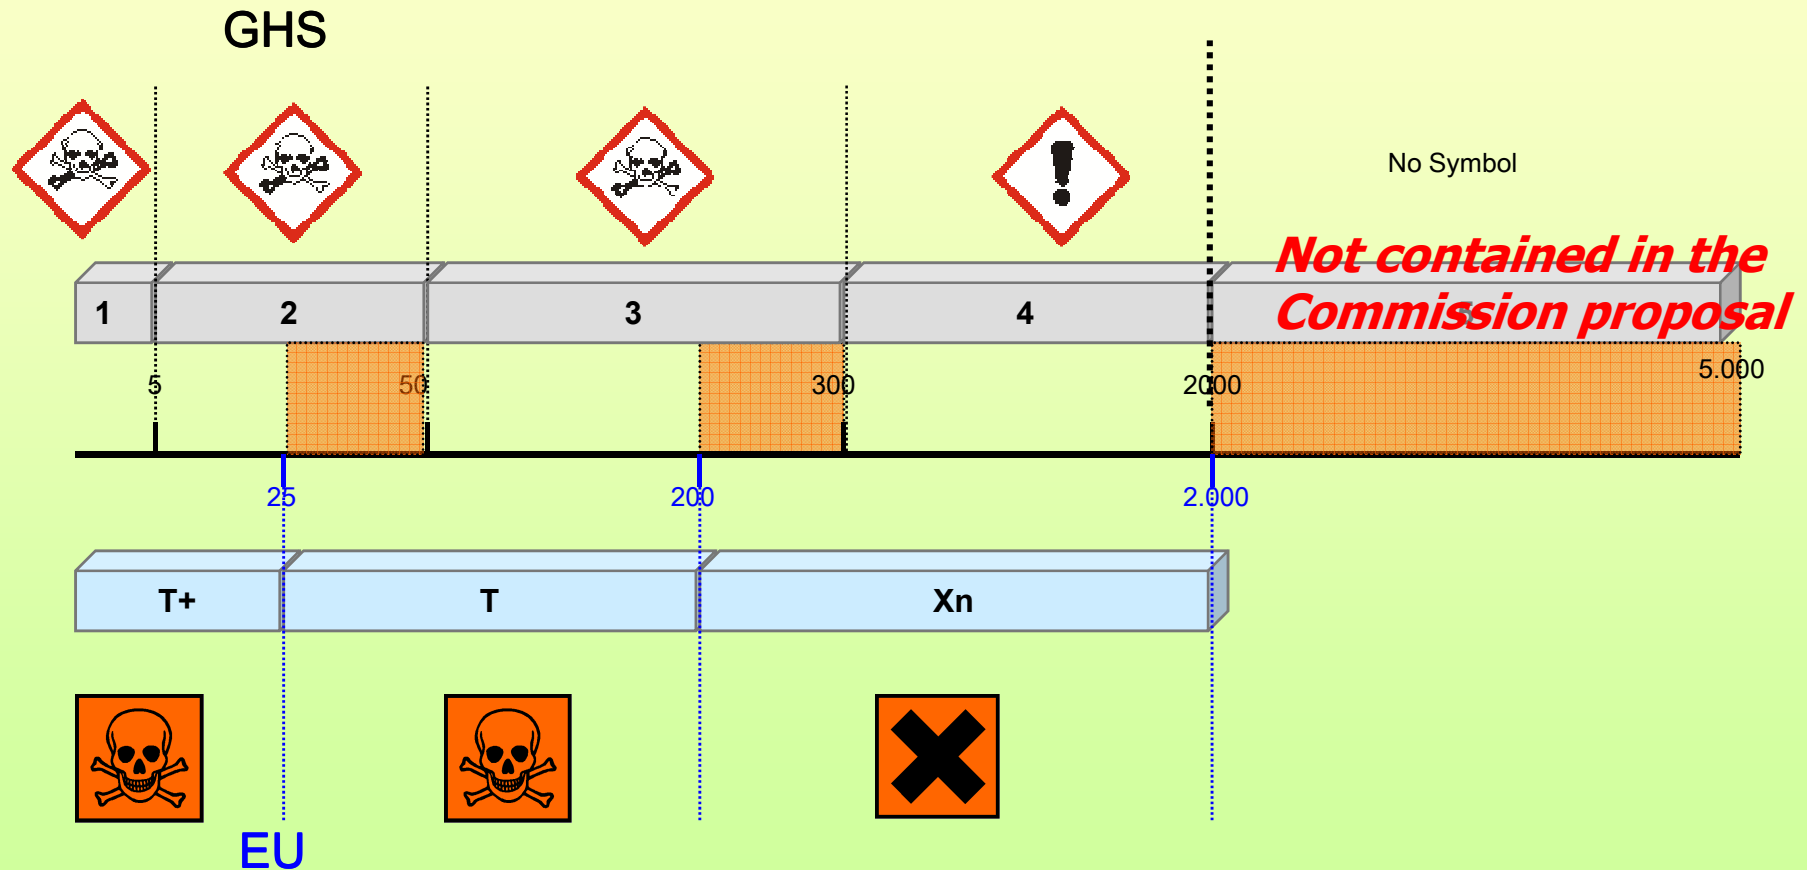 GHS
No Symbol
Not contained in the
Commission proposal
1 2 3 4 5
5 50 300 2000 5.000
25 200 2.000
T+ T Xn
EU